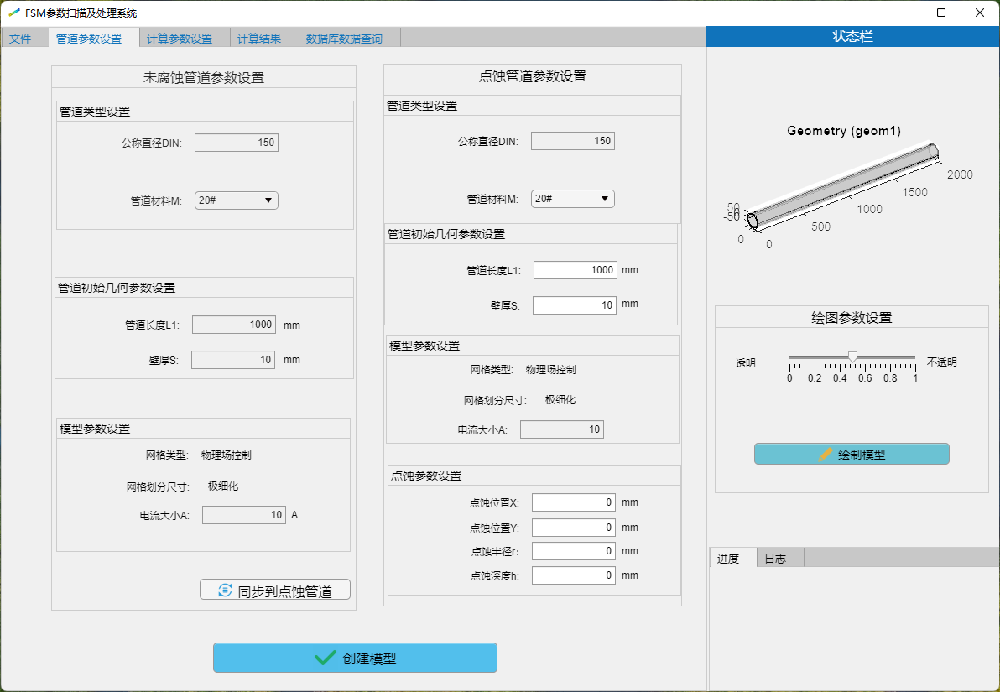 FSM参数扫描及处理系统
文件 管道参数设置 计算参数设置 计算结果 数据库数据查询
状态栏
未腐蚀管道参数设置
管道类型设置
公称直径DIN: 150
管道材料M: 20#
管道初始几何参数设置
管道长度L1: 1000 mm
壁厚S: 10 mm
模型参数设置
网格类型: 物理场控制
网格划分尺寸: 极细化
电流大小A: 10 A
同步到点蚀管道
点蚀管道参数设置
管道类型设置
公称直径DIN: 150
管道材料M: 20#
管道初始几何参数设置
管道长度L1: 1000 mm
壁厚S: 10 mm
模型参数设置
网格类型: 物理场控制
网格划分尺寸: 极细化
电流大小A: 10
点蚀参数设置
点蚀位置X: 0 mm
点蚀位置Y: 0 mm
点蚀半径r: 0 mm
点蚀深度h: 0 mm
创建模型
Geometry (geom1)
2000
1500
1000
500
0
0
50
-50
绘图参数设置
透明 不透明
0 0.2 0.4 0.6 0.8 1
绘制模型
进度 日志